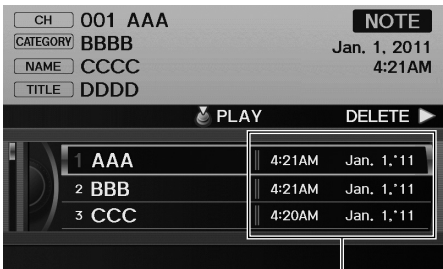 CH 001 AAA NOTE
CATEGORY BBBB Jan. 1, 2011
NAME CCCC 4:21AM
TITLE DDDD
PLAY DELETE
1 AAA 4:21AM Jan. 1,'11
2 BBB 4:21AM Jan. 1,'11
3 CCC 4:20AM Jan. 1,'11